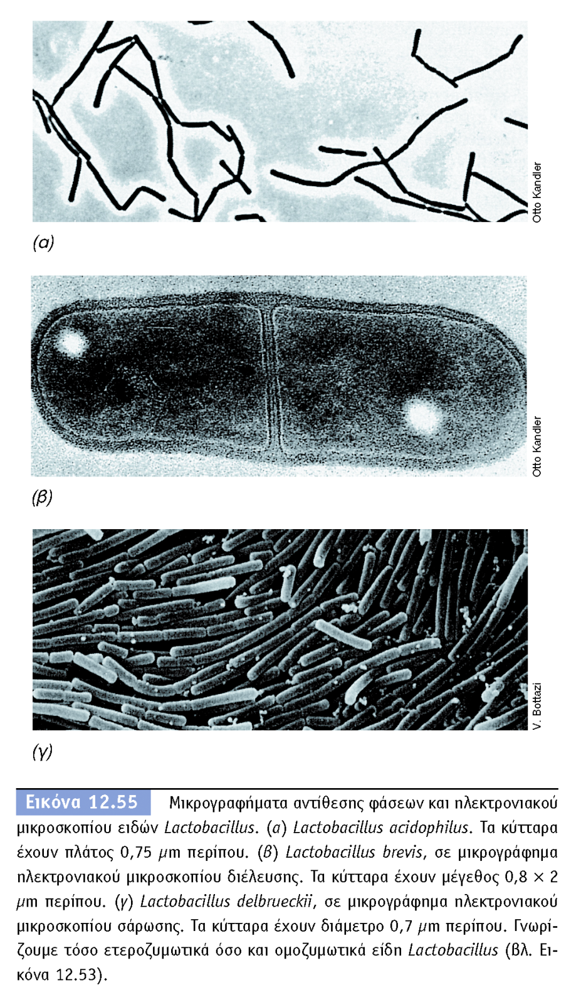 Otto Kandler
(α)
Otto Kandler
(β)
V. Bottazi
(γ)
Εικόνα 12.55 Μικρογραφήματα αντίθεσης φάσεων και ηλεκτρονιακού
μικροσκοπίου ειδών Lactobacillus. (α) Lactobacillus acidophilus. Τα κύτταρα
έχουν πλάτος 0,75 μm περίπου. (β) Lactobacillus brevis, σε μικρογράφημα
ηλεκτρονιακού μικροσκοπίου διέλευσης. Τα κύτταρα έχουν μέγεθος 0,8 × 2
μm περίπου. (γ) Lactobacillus delbrueckii, σε μικρογράφημα ηλεκτρονιακού
μικροσκοπίου σάρωσης. Τα κύτταρα έχουν διάμετρο 0,7 μm περίπου. Γνωρί-
ζουμε τόσο ετεροζυμωτικά όσο και ομοζυμωτικά είδη Lactobacillus (βλ. Ει-
κόνα 12.53).